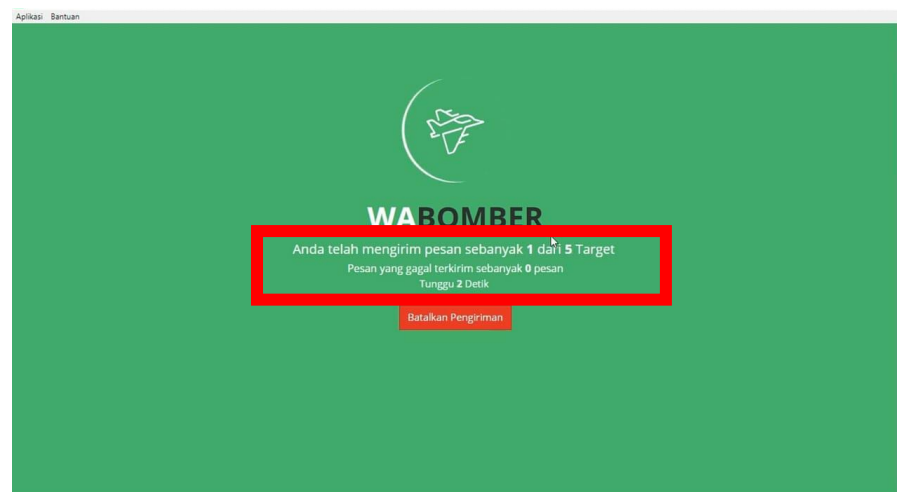 Aplikasi Bantuan
WABOMBER
Anda telah mengirim pesan sebanyak 1 dari 5 Target
Pesan yang gagal terkirim sebanyak 0 pesan
Tunggu 2 Detik
Batalkan Pengiriman